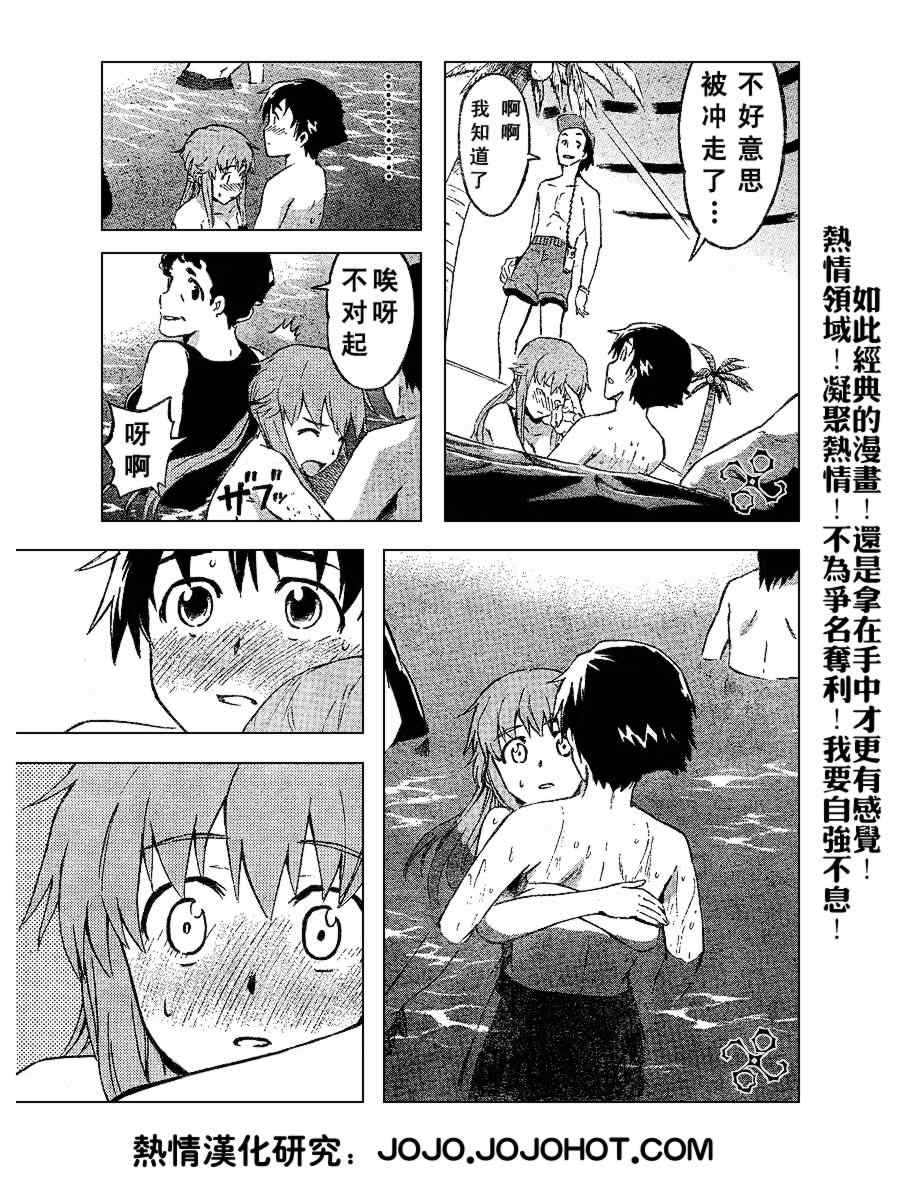 不好意思
被冲走了…
啊啊
我知道
了
…………
唉呀
不对起
呀
啊
ザブッ
如此經典的漫畫！還是拿在手中才更有感覺！
熱情領域！凝聚熱情！不為爭名奪利！我要自強不息！
熱情漢化研究：JOJO.JOJOHOT.COM